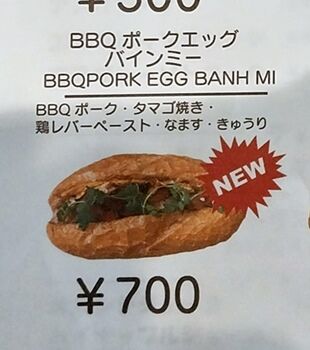 ¥500
BBQ ポークエッグ
バインミー
BBQPORK EGG BANH MI
BBQ ポーク・タマゴ焼き・
鶏レバーペースト・なます・きゅうり
NEW
¥700